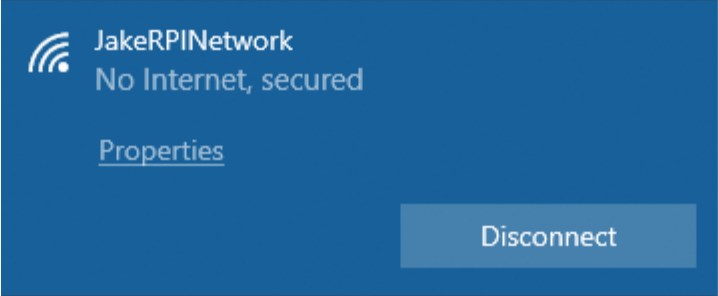 JakeRPINetwork
No Internet, secured
Properties
Disconnect